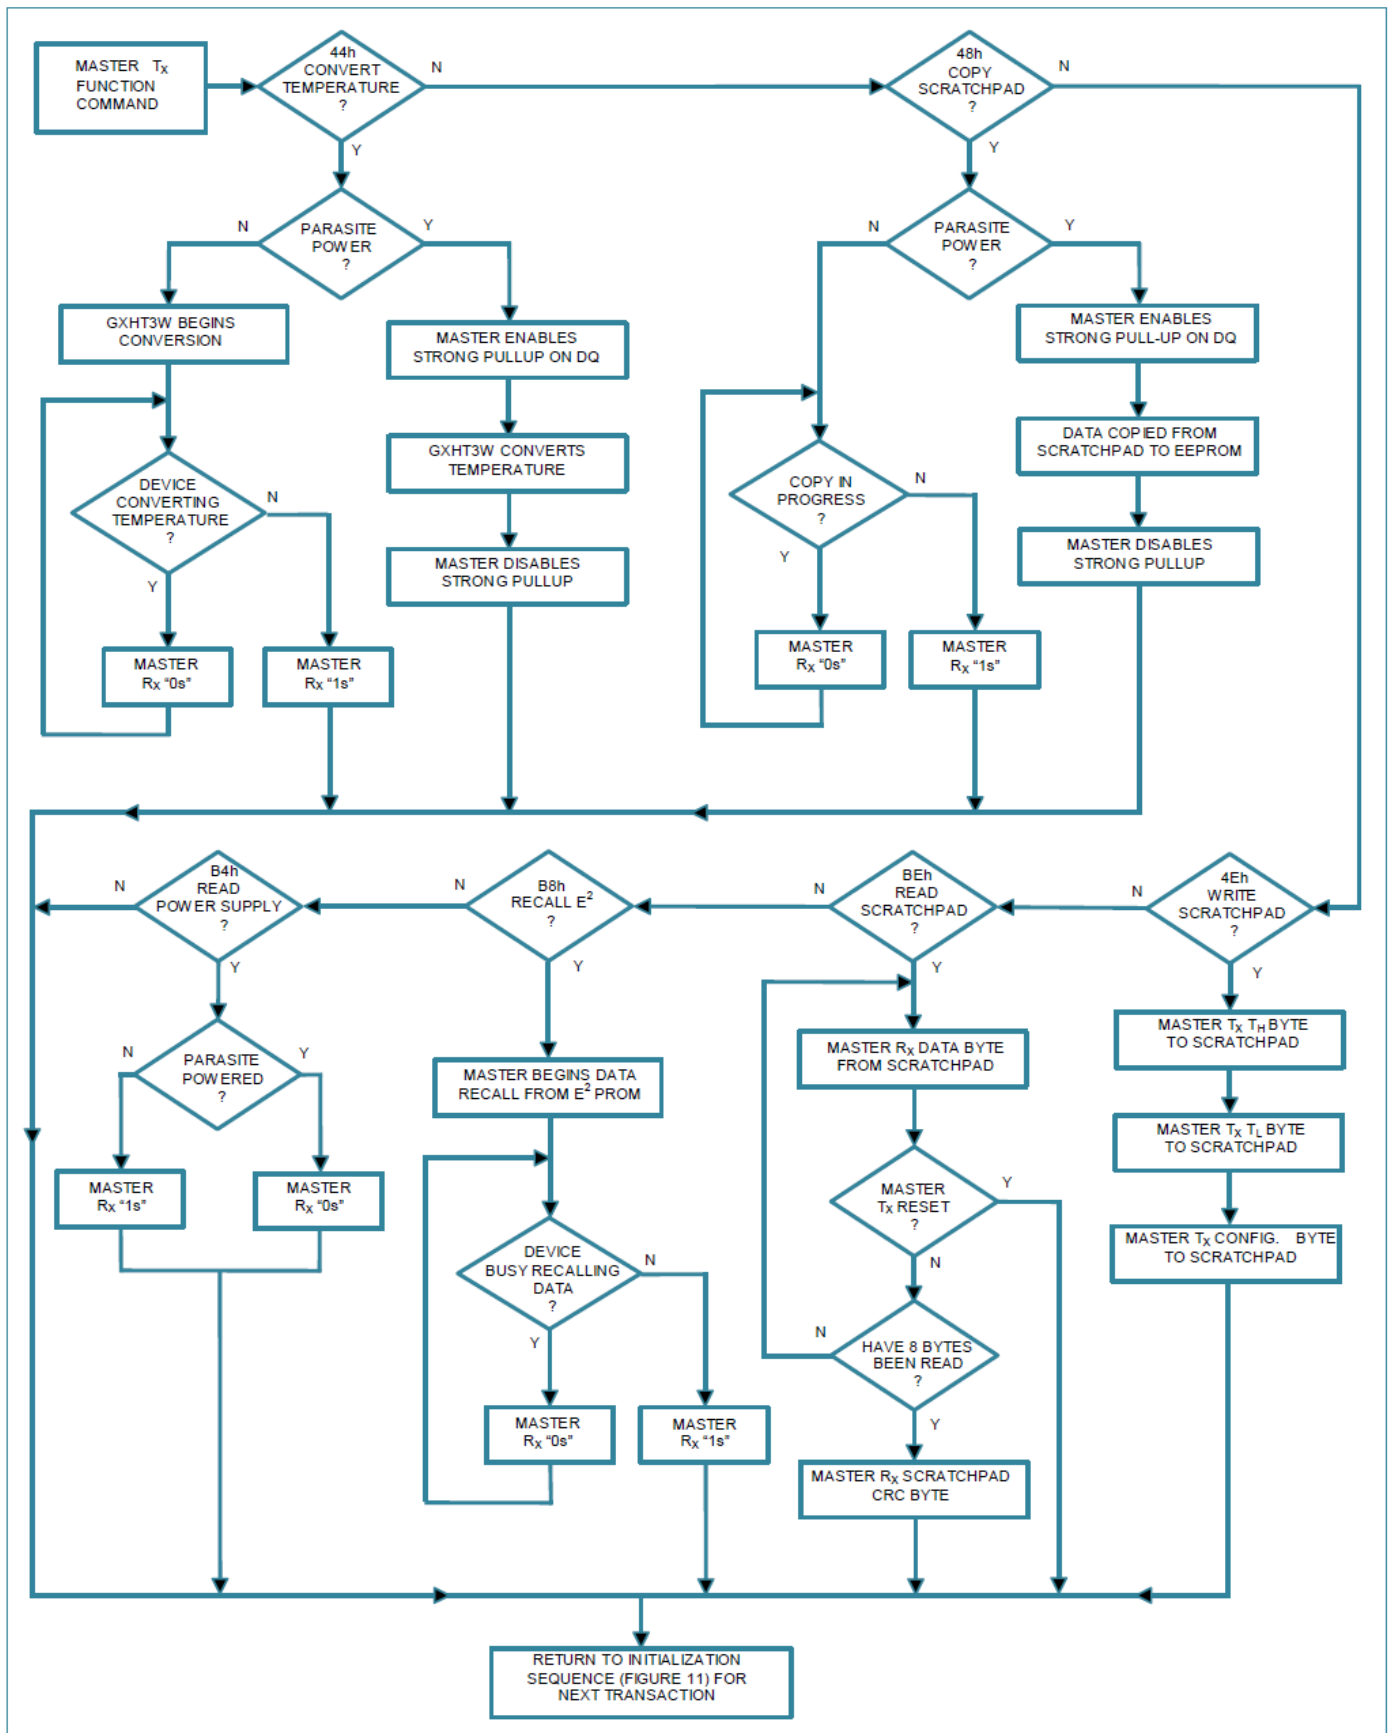 MASTER TX
FUNCTION
COMMAND
44h
CONVERT
TEMPERATURE
?
N
Y
48h
COPY
SCRATCHPAD
?
N
Y
N
PARASITE
POWER
?
Y
N
PARASITE
POWER
?
Y
GXHT3W BEGINS
CONVERSION
MASTER ENABLES
STRONG PULLUP ON DQ
MASTER ENABLES
STRONG PULL-UP ON DQ
GXHT3W CONVERTS
TEMPERATURE
DATA COPIED FROM
SCRATCHPAD TO EEPROM
DEVICE
CONVERTING
TEMPERATURE
?
N
Y
COPY IN
PROGRESS
?
N
Y
MASTER DISABLES
STRONG PULLUP
MASTER DISABLES
STRONG PULLUP
MASTER
RX “0s”
MASTER
RX “1s”
MASTER
RX “0s”
MASTER
RX “1s”
B4h
READ
POWER SUPPLY
?
N
Y
B8h
RECALL E2
?
N
Y
BEh
READ
SCRATCHPAD
?
N
Y
4Eh
WRITE
SCRATCHPAD
?
N
Y
N
PARASITE
POWERED
?
Y
MASTER BEGINS DATA
RECALL FROM E2 PROM
MASTER RX DATA BYTE
FROM SCRATCHPAD
MASTER TX TH BYTE
TO SCRATCHPAD
MASTER TX TL BYTE
TO SCRATCHPAD
MASTER
RX “1s”
MASTER
RX “0s”
MASTER
TX RESET
?
Y
N
MASTER TX CONFIG. BYTE
TO SCRATCHPAD
DEVICE
BUSY RECALLING
DATA
?
N
Y
N
HAVE 8 BYTES
BEEN READ
?
Y
MASTER
RX “0s”
MASTER
RX “1s”
MASTER RX SCRATCHPAD
CRC BYTE
RETURN TO INITIALIZATION
SEQUENCE (FIGURE 11) FOR
NEXT TRANSACTION